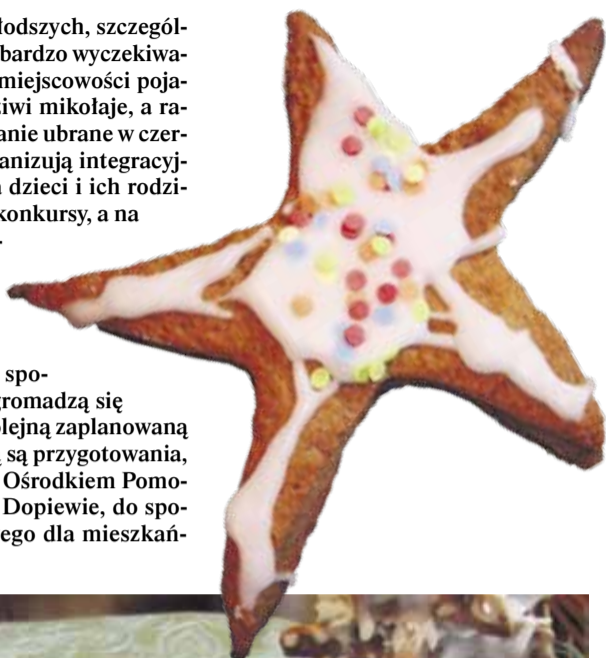 łodszych, szczegól-
bardzo wyczekiwa-
miejscowości poja-
ziwi mikołaje, a ra-
anie ubrane w czer-
anizują integracyj-
dzieci i ich rodzi-
konkursy, a na
spo-
gromadzą się
olejną zaplanowaną
są przygotowania,
Ośrodkiem Pomo-
Dopiewie, do spo-
ego dla mieszkań-